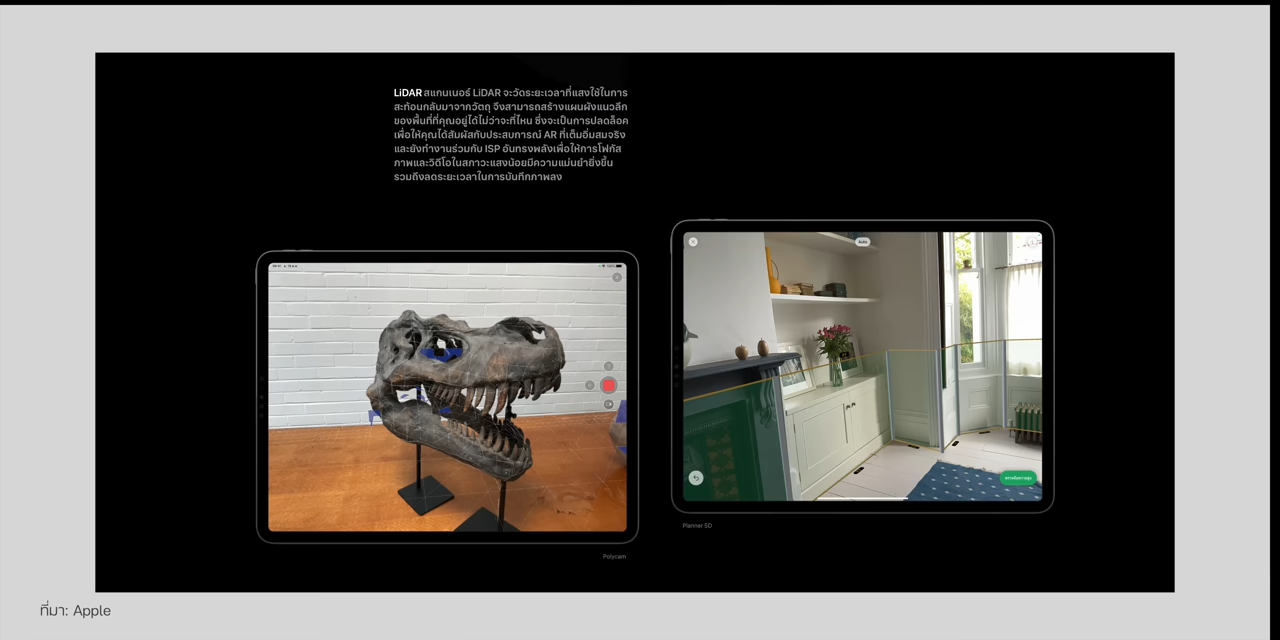 LiDAR สแกนเนอร์ LiDAR จะวัดระยะเวลาที่แสงใช้ในการ
สะท้อนกลับมาจากวัตถุ จึงสามารถสร้างแผนผังแนวลึก
ของพื้นที่ที่คุณอยู่ได้ไม่ว่าจะที่ไหน ซึ่งจะเป็นการปลดล็อค
เพื่อให้คุณได้สัมผัสกับประสบการณ์ AR ที่เต็มอิ่มสมจริง
และยังทำงานร่วมกับ ISP อันทรงพลังเพื่อให้การโฟกัส
ภาพและวิดีโอในสภาวะแสงน้อยมีความแม่นยำยิ่งขึ้น
รวมถึงลดระยะเวลาในการบันทึกภาพลง
Auto
Planner 5D
Polycam
ที่มา: Apple